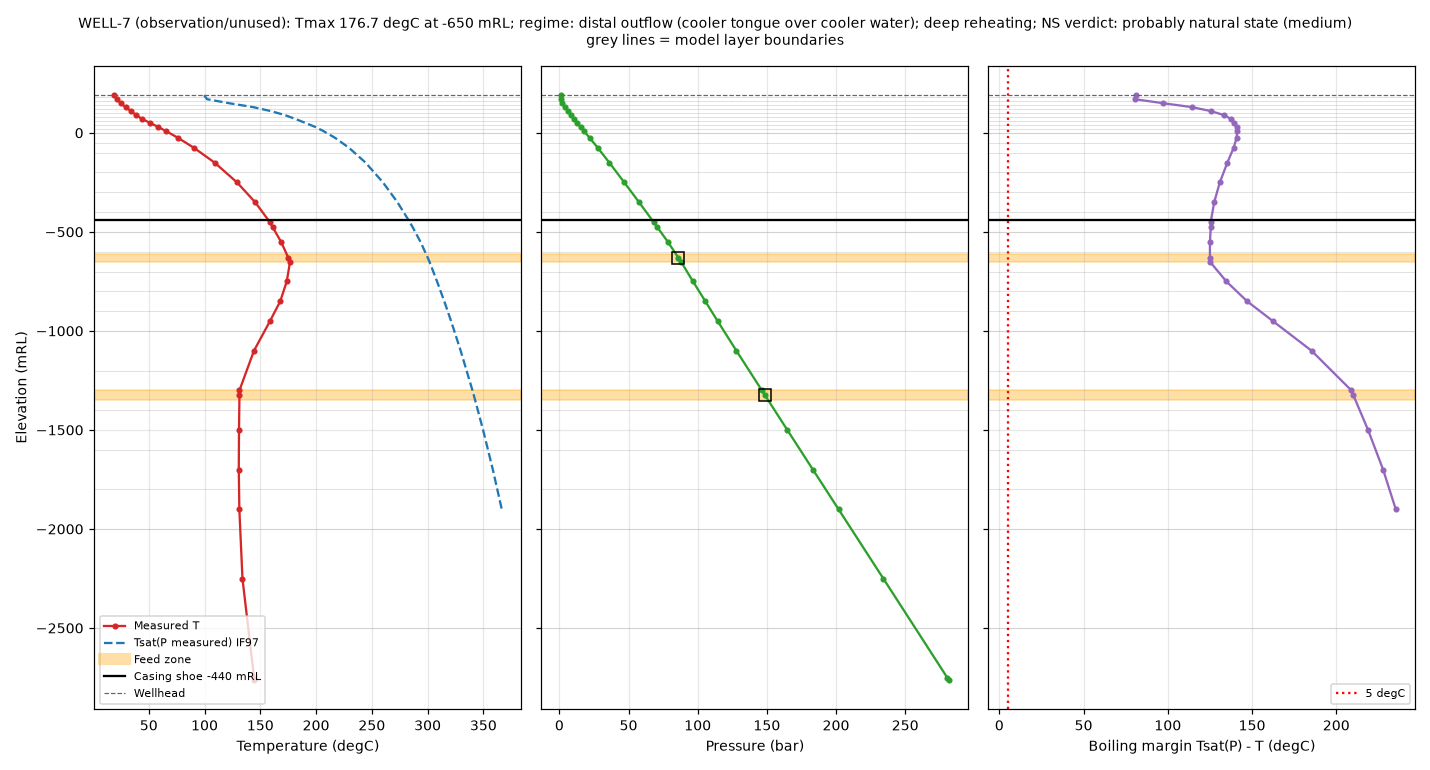 WELL-7 (observation/unused): Tmax 176.7 degC at -650 mRL; regime: distal outflow (cooler tongue over cooler water); deep reheating; NS verdict: probably natural state (medium)
grey lines = model layer boundaries
Elevation (mRL)
0
−500
−1000
−1500
−2000
−2500
Measured T
Tsat(P measured) IF97
Feed zone
Casing shoe -440 mRL
Wellhead
50 100 150 200 250 300 350
Temperature (degC)
0 50 100 150 200 250
Pressure (bar)
5 degC
0 50 100 150 200
Boiling margin Tsat(P) - T (degC)